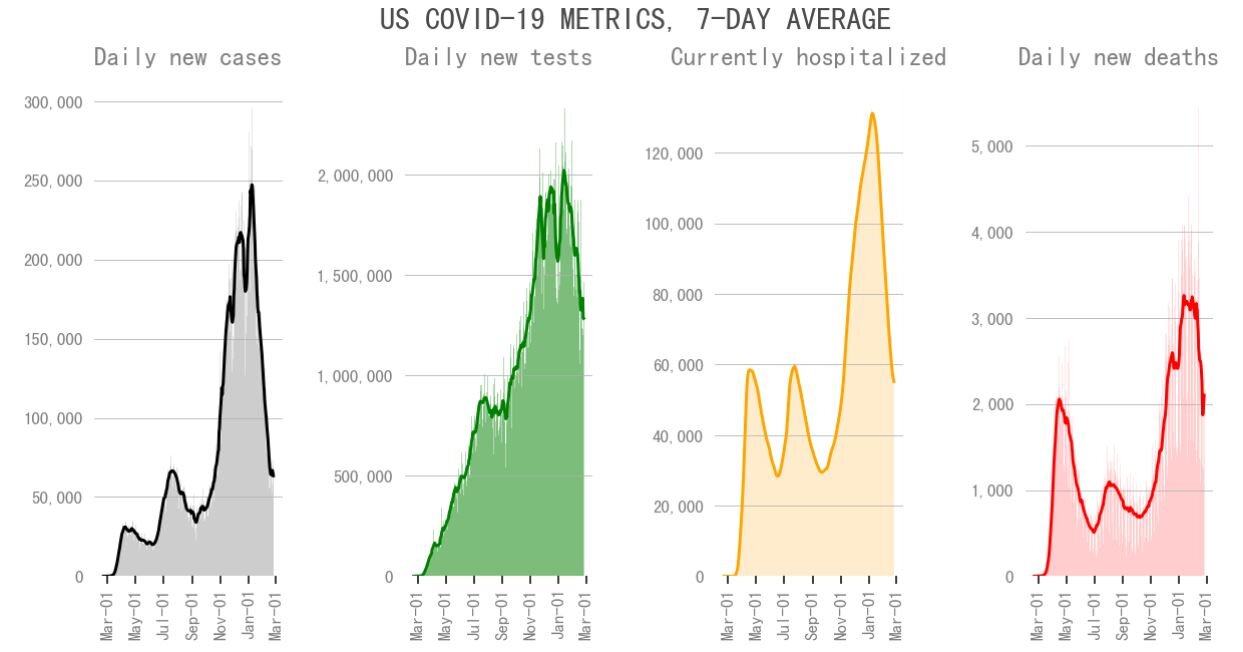 US COVID-19 METRICS, 7-DAY AVERAGE
Daily new cases
300,000
250,000
200,000
150,000
100,000
50,000
0
Mar-01
May-01
Jul-01
Sep-01
Nov-01
Jan-01
Mar-01
Daily new tests
2,000,000
1,500,000
1,000,000
500,000
0
Mar-01
May-01
Jul-01
Sep-01
Nov-01
Jan-01
Mar-01
Currently hospitalized
120,000
100,000
80,000
60,000
40,000
20,000
0
Mar-01
May-01
Jul-01
Sep-01
Nov-01
Jan-01
Mar-01
Daily new deaths
5,000
4,000
3,000
2,000
1,000
0
Mar-01
May-01
Jul-01
Sep-01
Nov-01
Jan-01
Mar-01